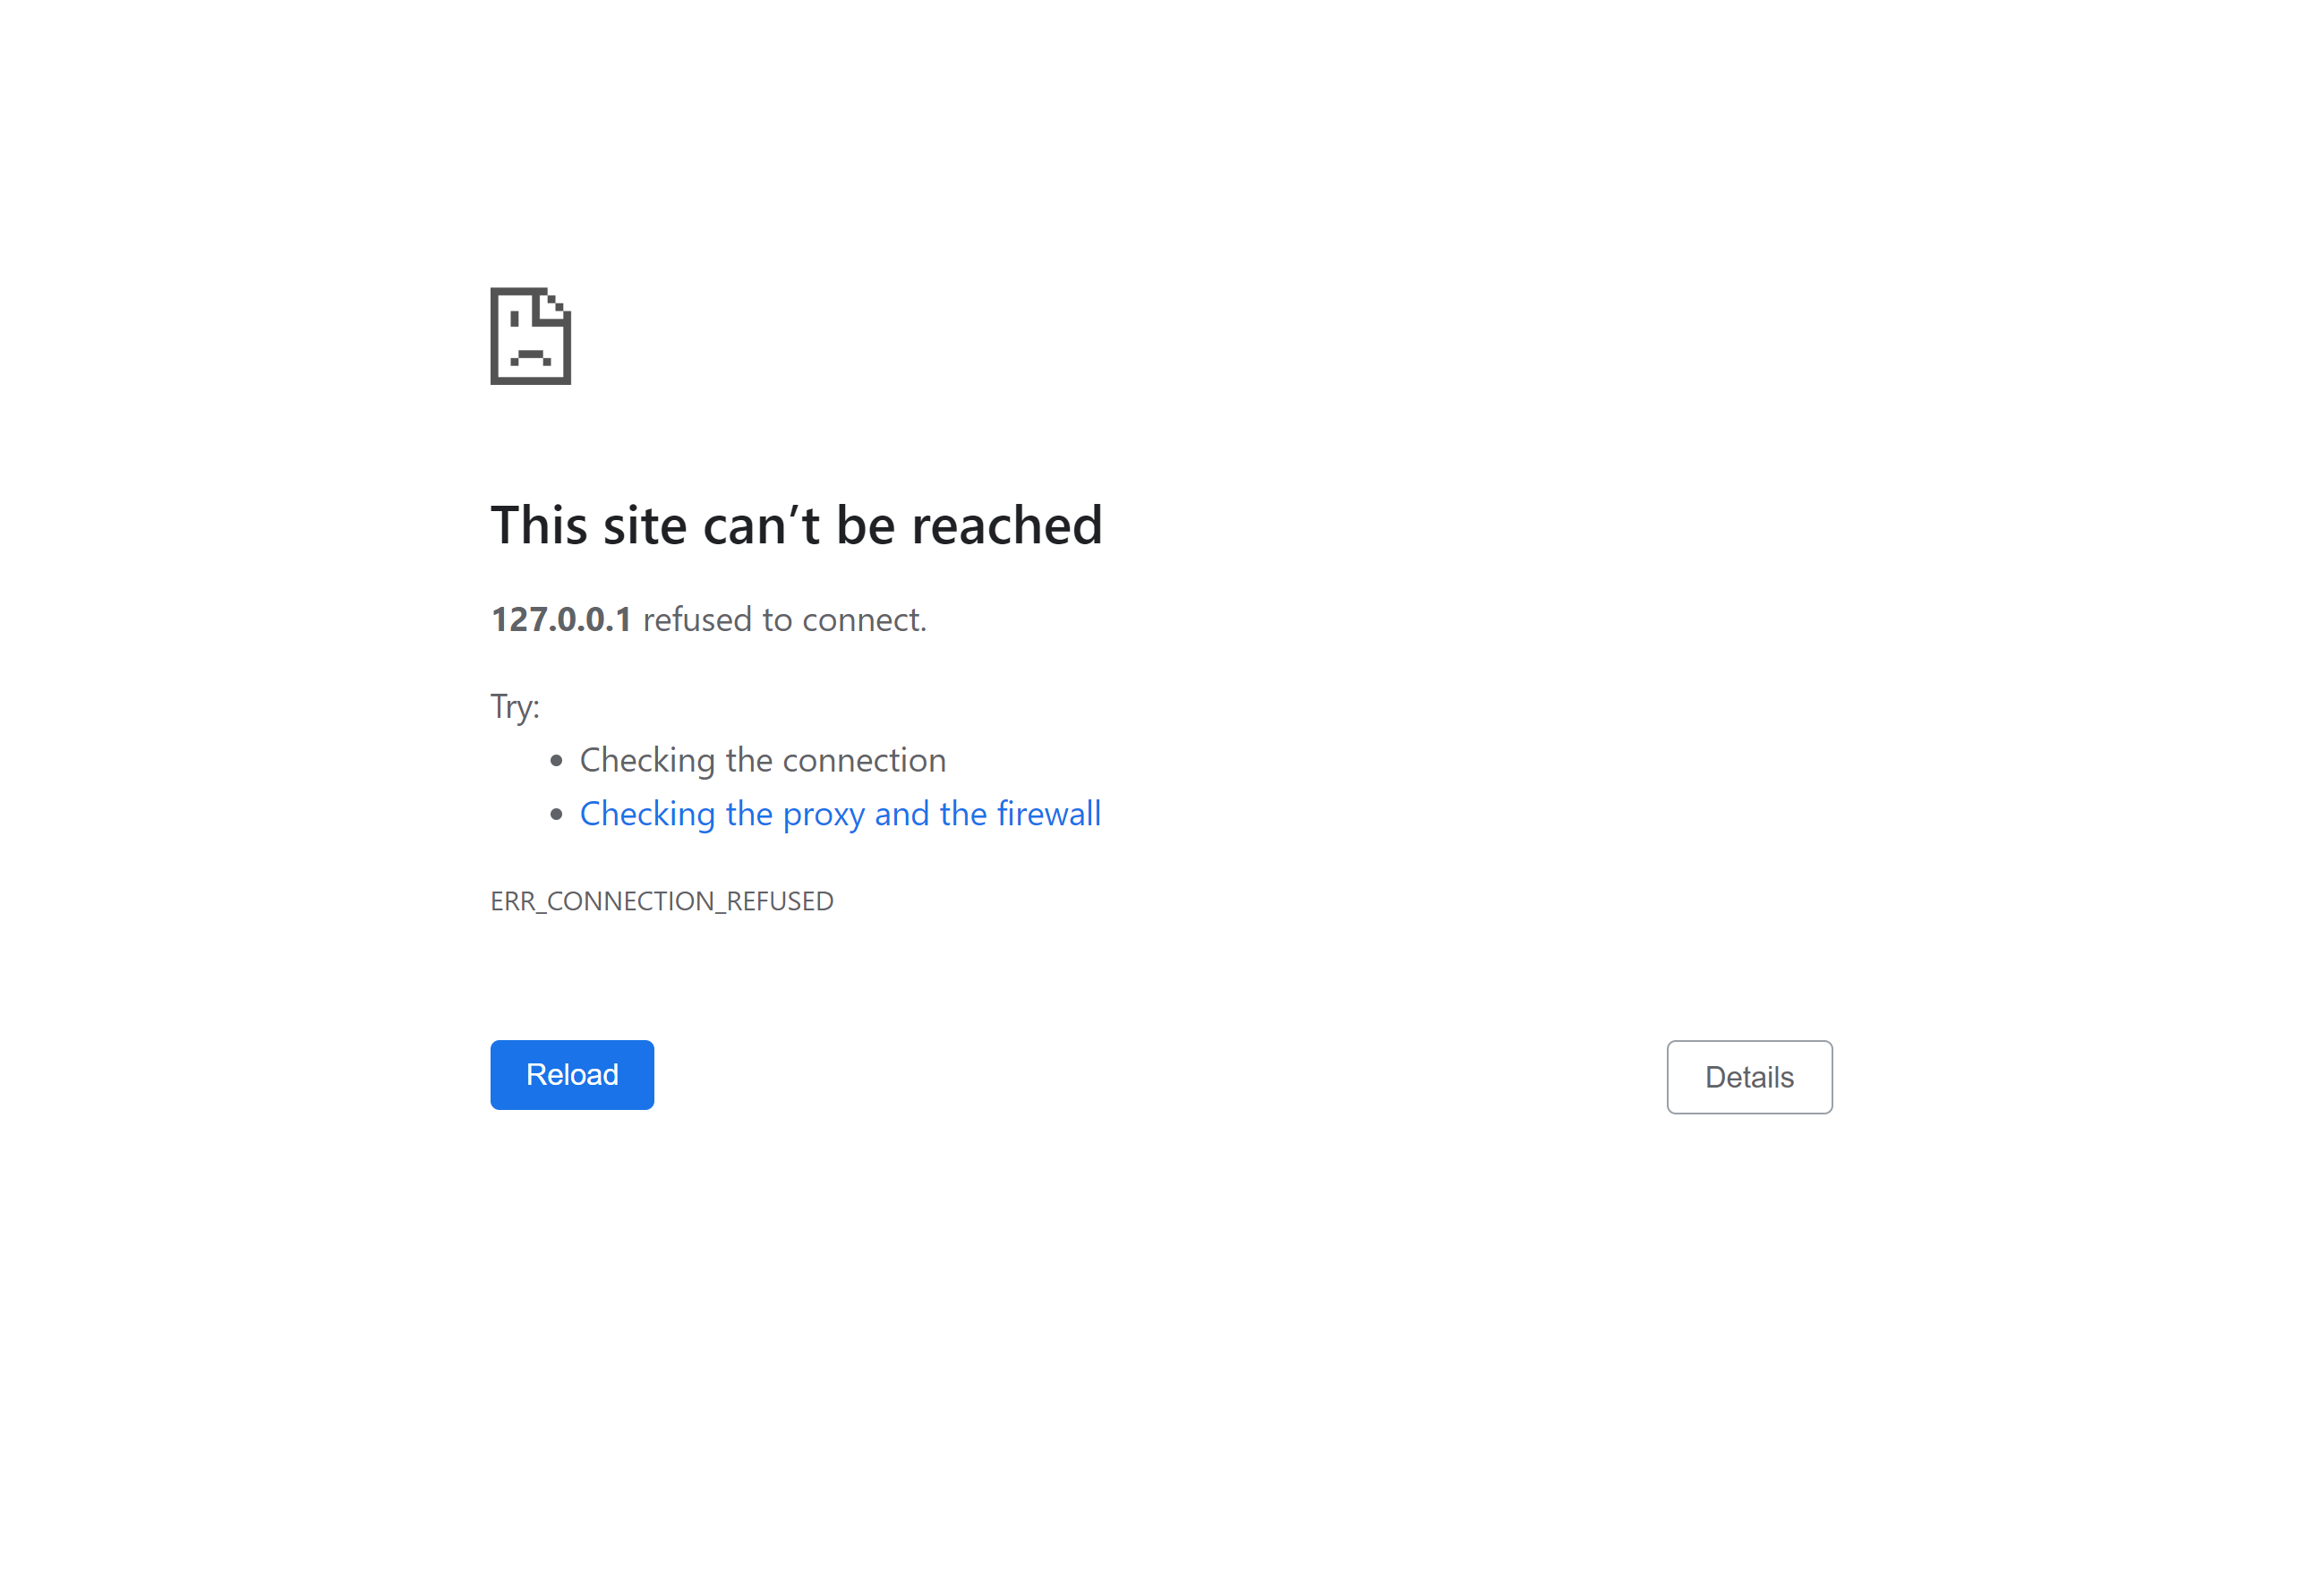 This site can’t be reached
127.0.0.1 refused to connect.
Try:
Checking the connection
Checking the proxy and the firewall
ERR_CONNECTION_REFUSED
Reload
Details